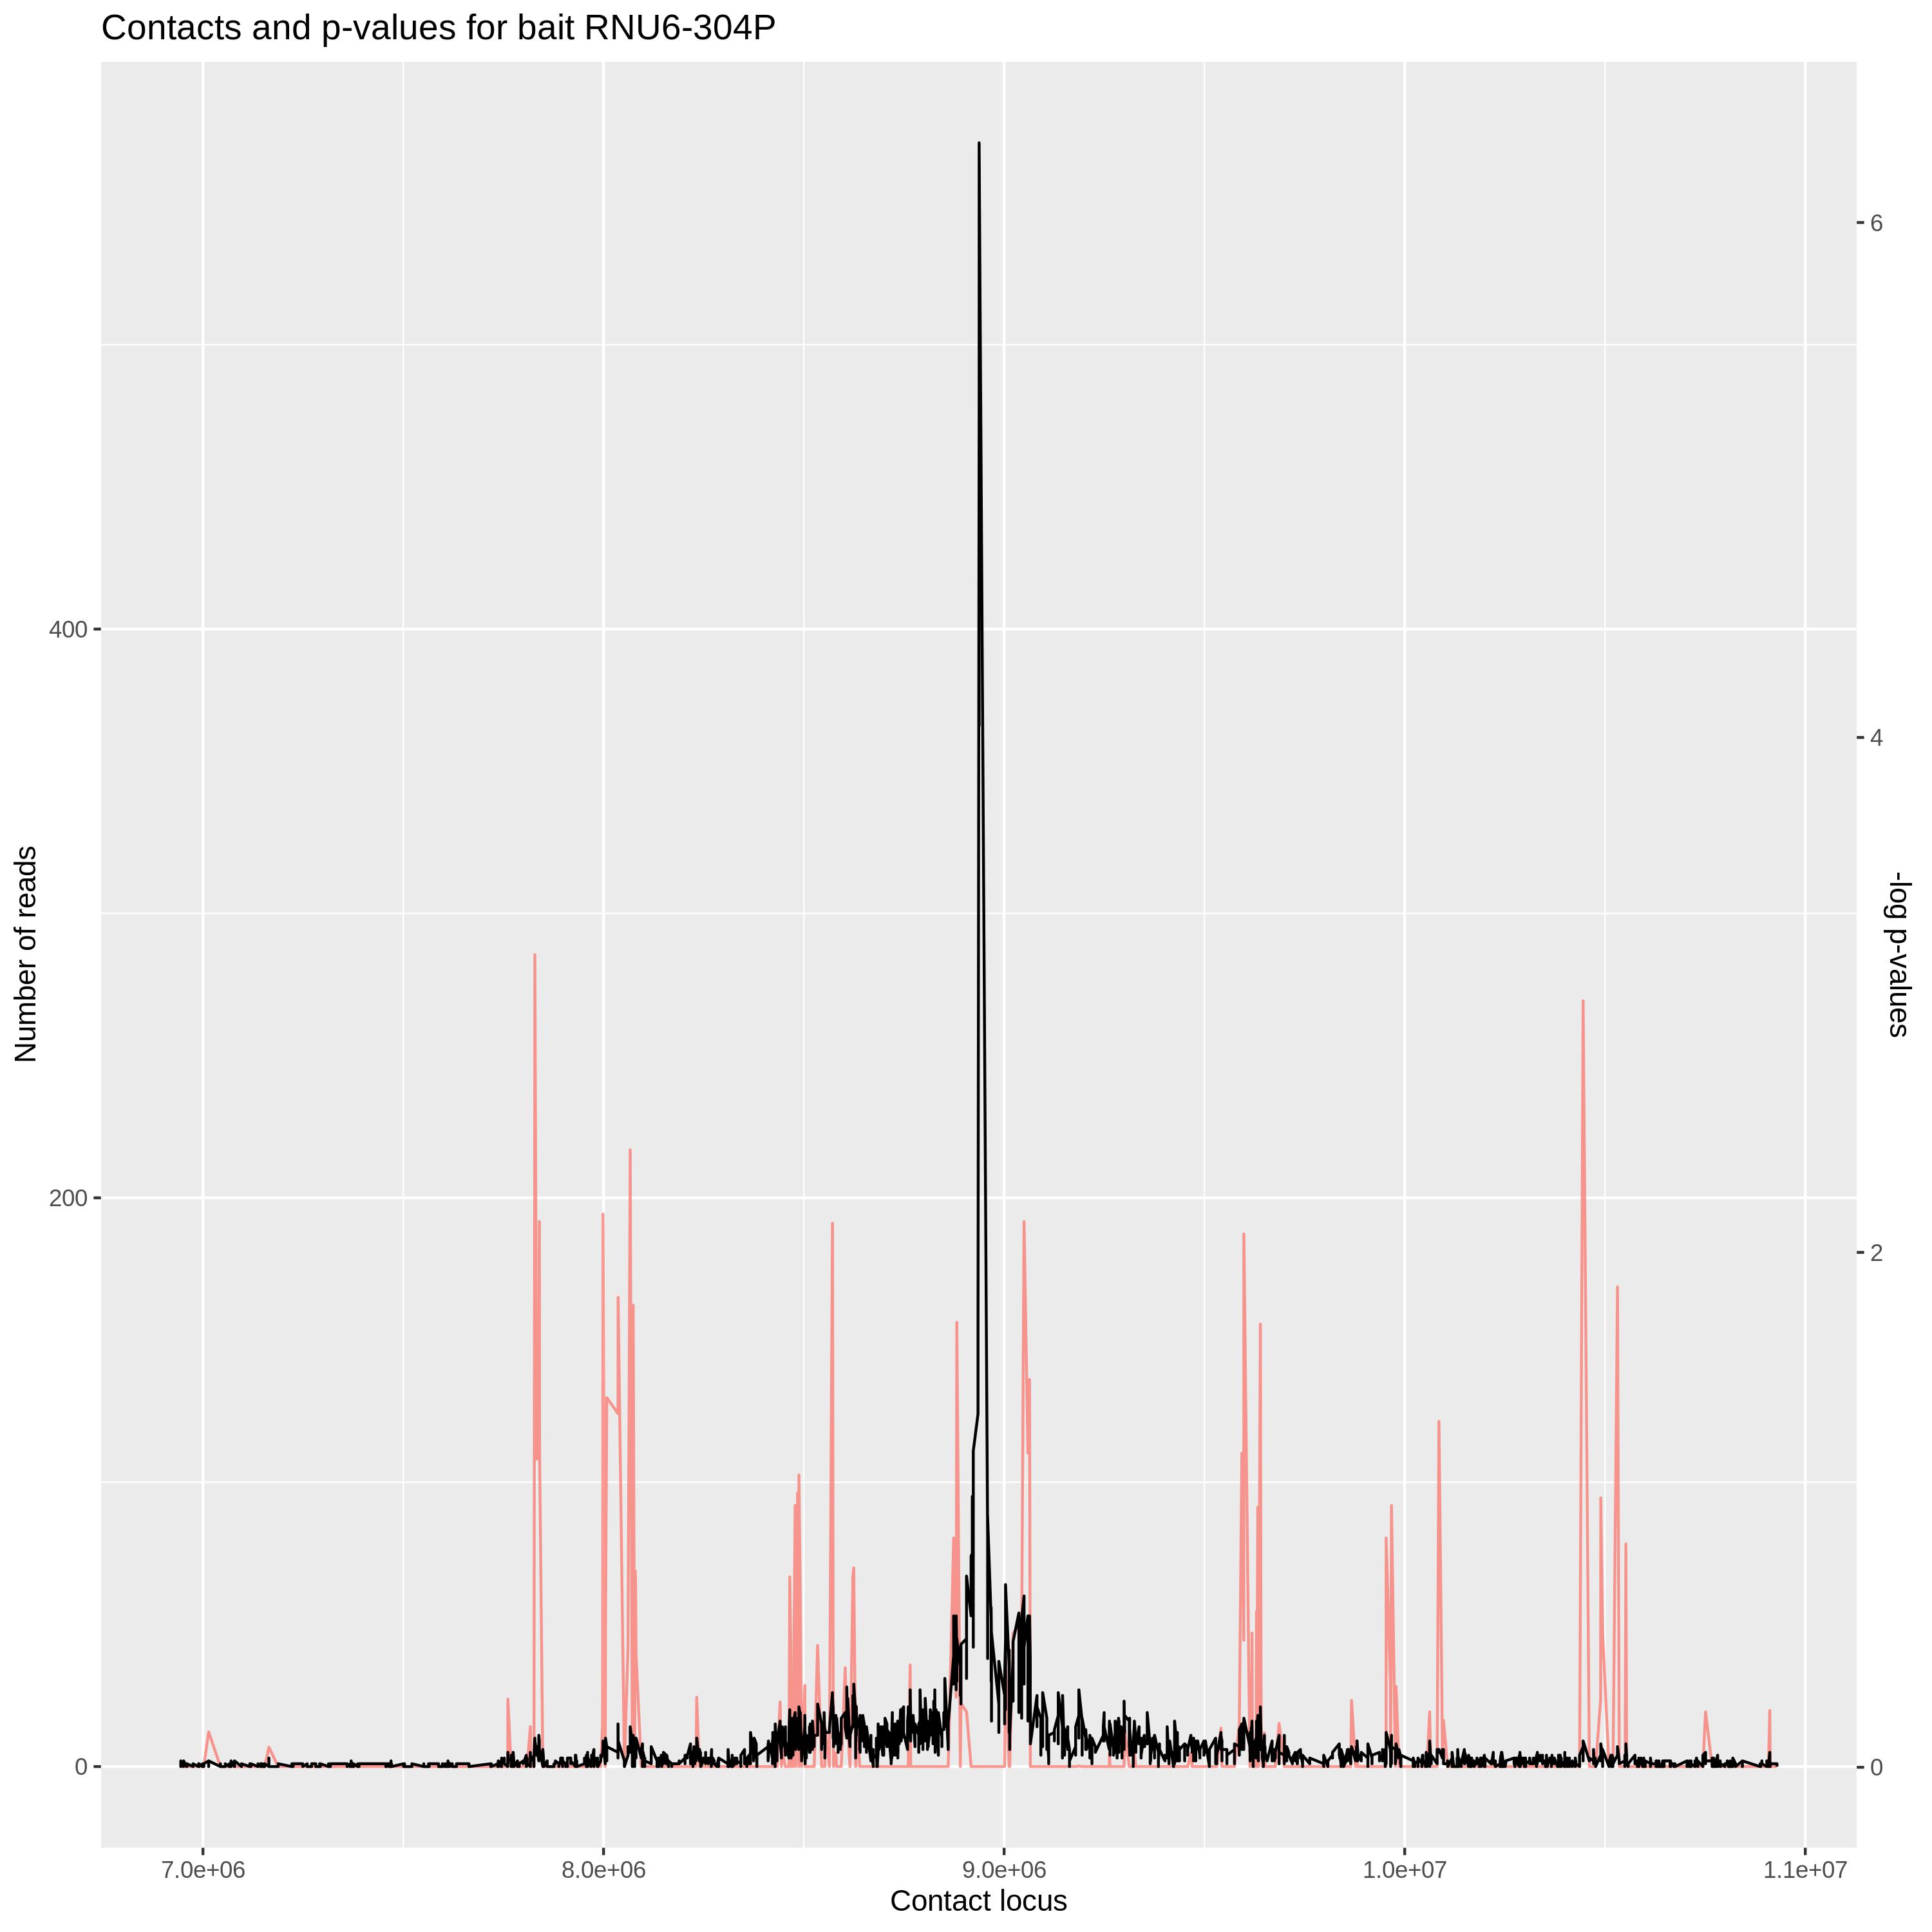 Contacts and p-values for bait RNU6-304P
Number of reads
400
200
0
6
4
2
0
-log p-values
7.0e+06
8.0e+06
9.0e+06
1.0e+07
1.1e+07
Contact locus